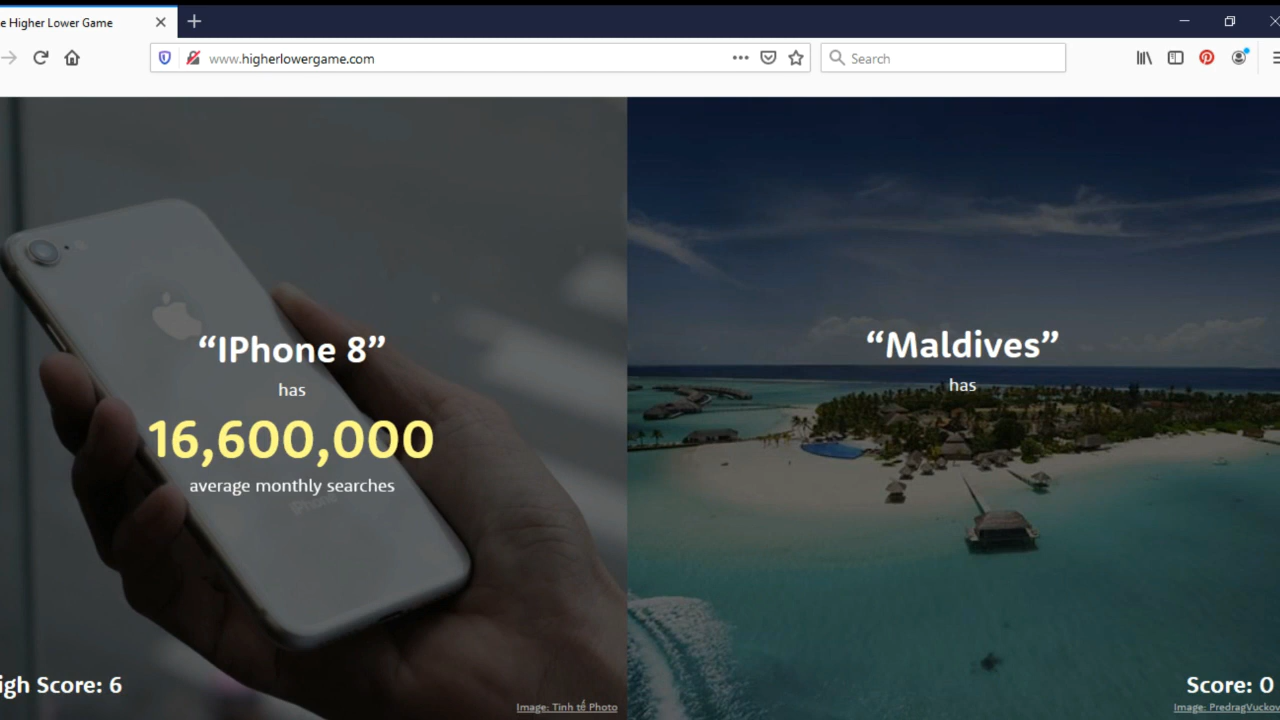 e Higher Lower Game
www.higherlowergame.com
Search
“IPhone 8”
has
16,600,000
average monthly searches
“Maldives”
has
igh Score: 6
Score: 0
Image: Tinh tế Photo
Image: PredragVuckov